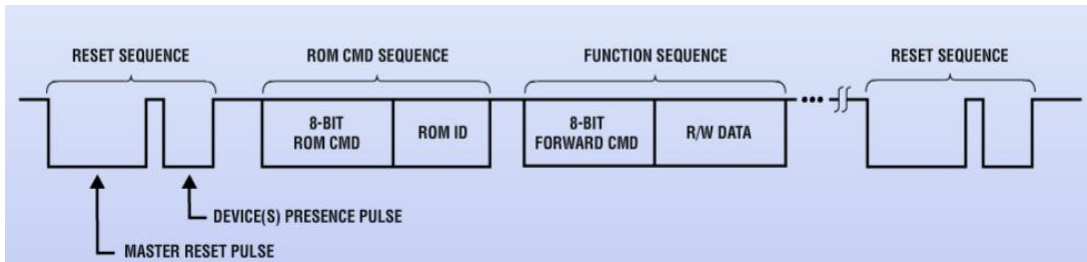 RESET SEQUENCE
ROM CMD SEQUENCE
FUNCTION SEQUENCE
RESET SEQUENCE
8-BIT
ROM CMD
ROM ID
8-BIT
FORWARD CMD
R/W DATA
DEVICE(S) PRESENCE PULSE
MASTER RESET PULSE